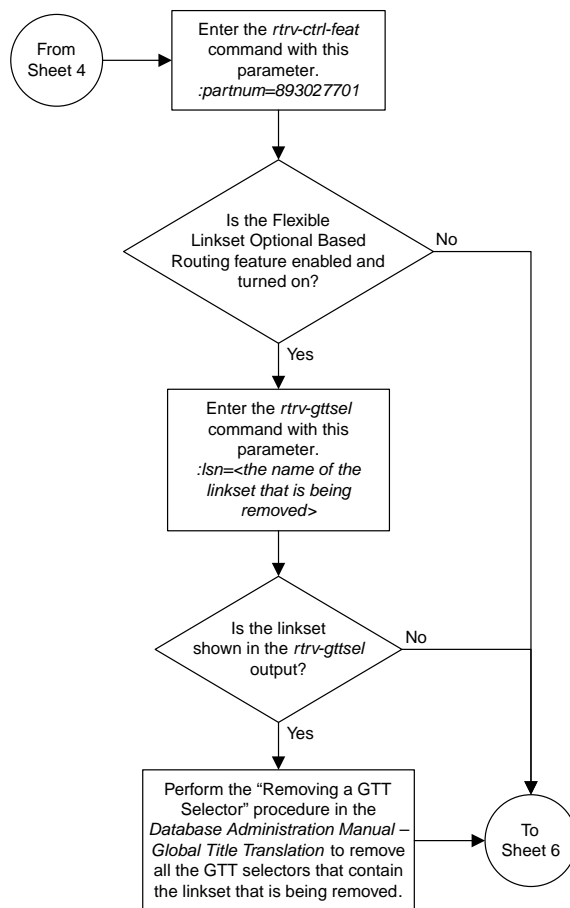 From
Sheet 4
Enter the rtrv-ctrl-feat
command with this
parameter.
:partnum=893027701
Is the Flexible
Linkset Optional Based
Routing feature enabled and
turned on?
No
Yes
Enter the rtrv-gttsel
command with this
parameter.
:lsn=<the name of the
linkset that is being
removed>
Is the linkset
shown in the rtrv-gttsel
output?
No
Yes
Perform the “Removing a GTT
Selector” procedure in the
Database Administration Manual –
Global Title Translation to remove
all the GTT selectors that contain
the linkset that is being removed.
To
Sheet 6